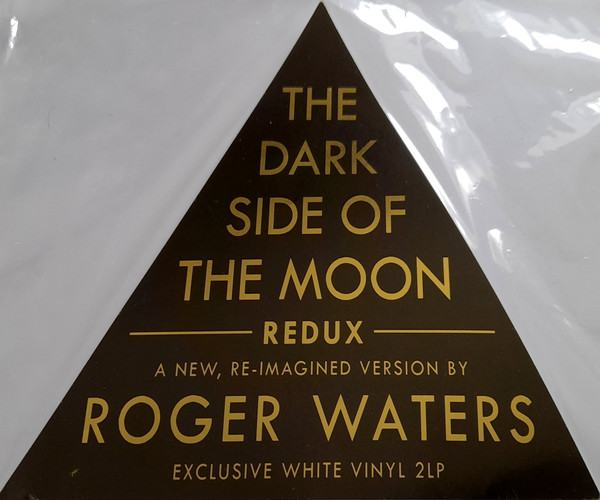 THE
DARK
SIDE OF
THE MOON
REDUX
A NEW, RE-IMAGINED VERSION BY
ROGER WATERS
EXCLUSIVE WHITE VINYL 2LP